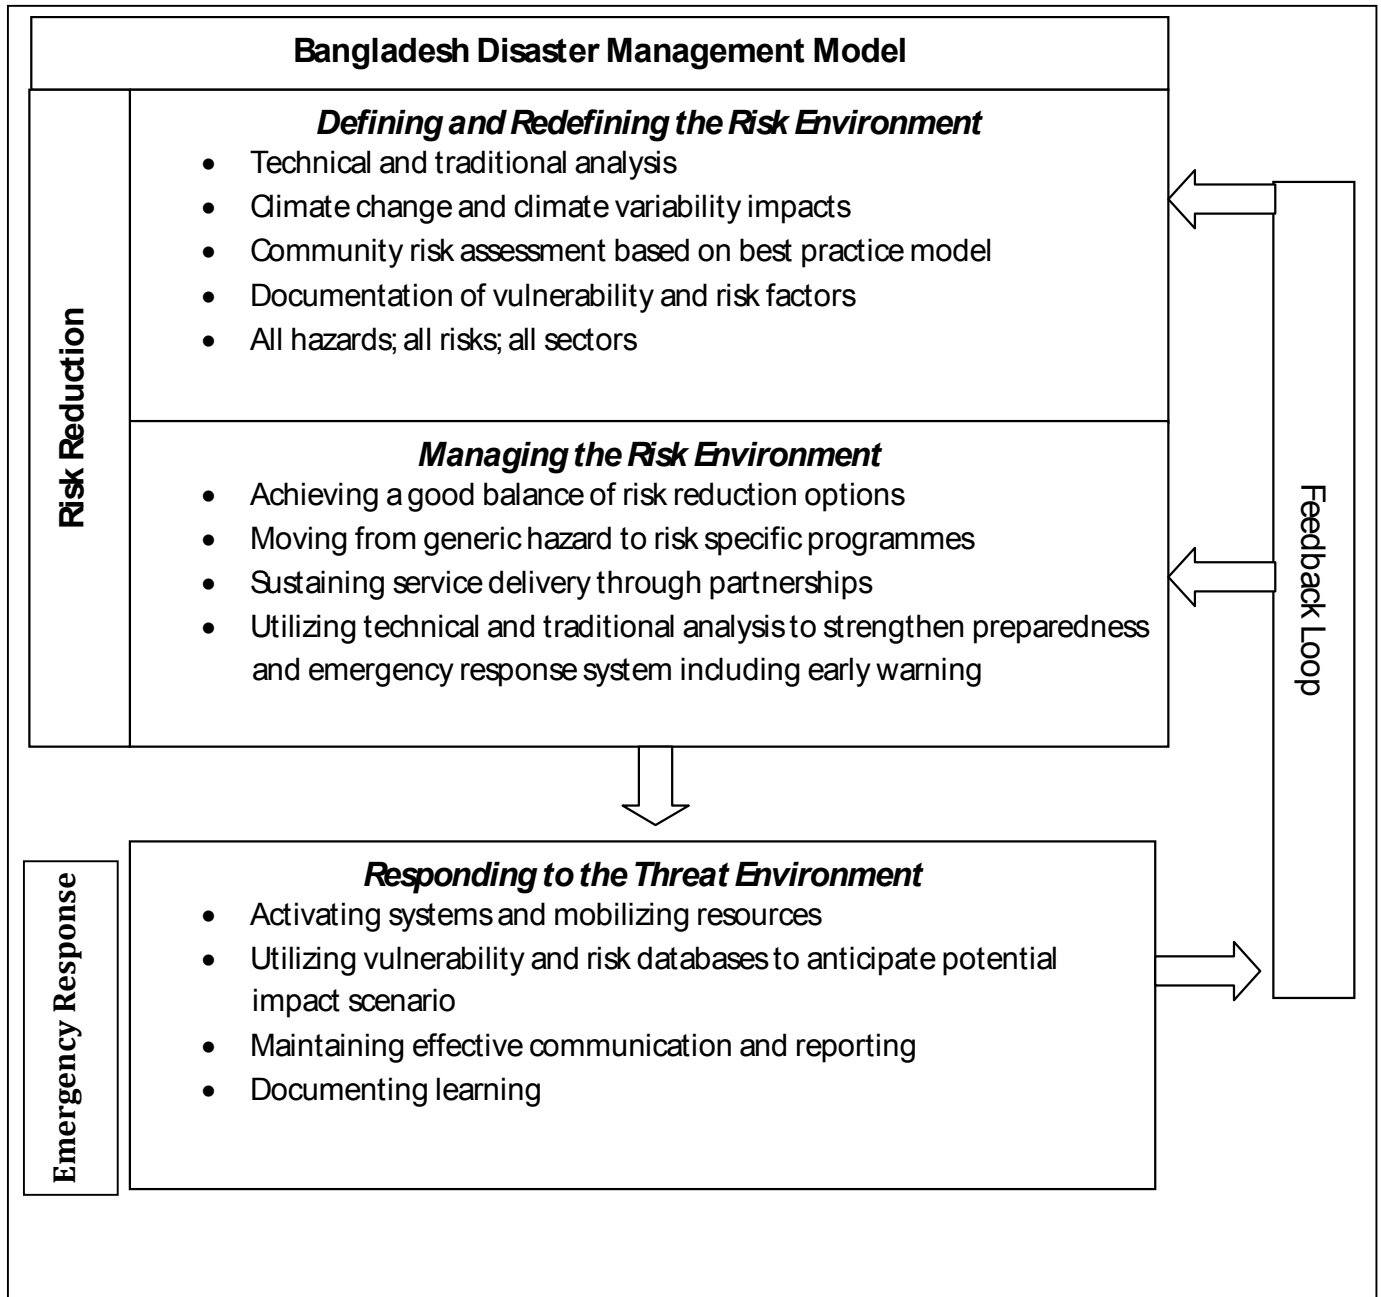 Bangladesh Disaster Management Model
Risk Reduction
Defining and Redefining the Risk Environment
• Technical and traditional analysis
• Climate change and climate variability impacts
• Community risk assessment based on best practice model
• Documentation of vulnerability and risk factors
• All hazards; all risks; all sectors
Managing the Risk Environment
• Achieving a good balance of risk reduction options
• Moving from generic hazard to risk specific programmes
• Sustaining service delivery through partnerships
• Utilizing technical and traditional analysis to strengthen preparedness
and emergency response system including early warning
Emergency Response
Responding to the Threat Environment
• Activating systems and mobilizing resources
• Utilizing vulnerability and risk databases to anticipate potential
impact scenario
• Maintaining effective communication and reporting
• Documenting learning
Feedback Loop